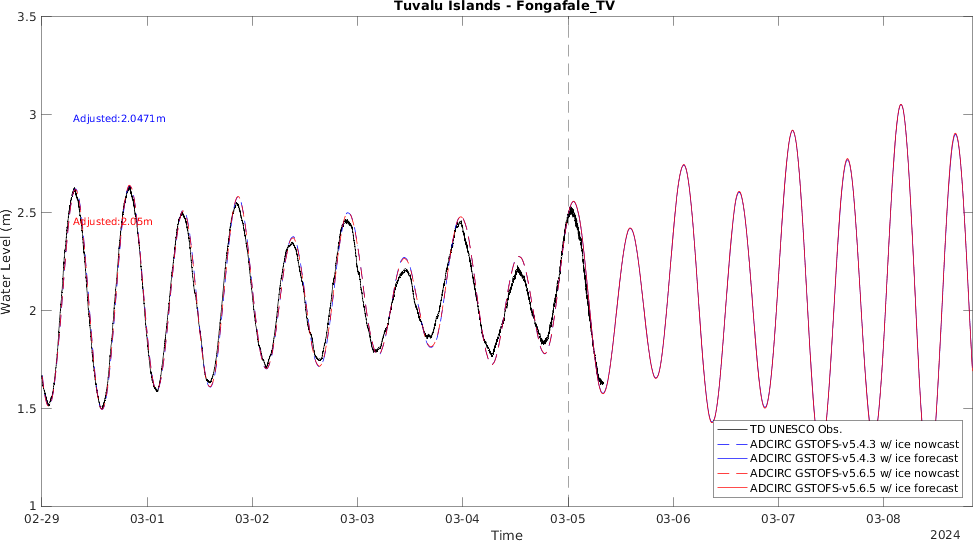 Tuvalu Islands - Fongafale_TV
3.5
3
2.5
2
1.5
1
Water Level (m)
Adjusted:2.0471m
Adjusted:2.05m
TD UNESCO Obs.
ADCIRC GSTOFS-v5.4.3 w/ ice nowcast
ADCIRC GSTOFS-v5.4.3 w/ ice forecast
ADCIRC GSTOFS-v5.6.5 w/ ice nowcast
ADCIRC GSTOFS-v5.6.5 w/ ice forecast
02-29 03-01 03-02 03-03 03-04 03-05 03-06 03-07 03-08
Time
2024